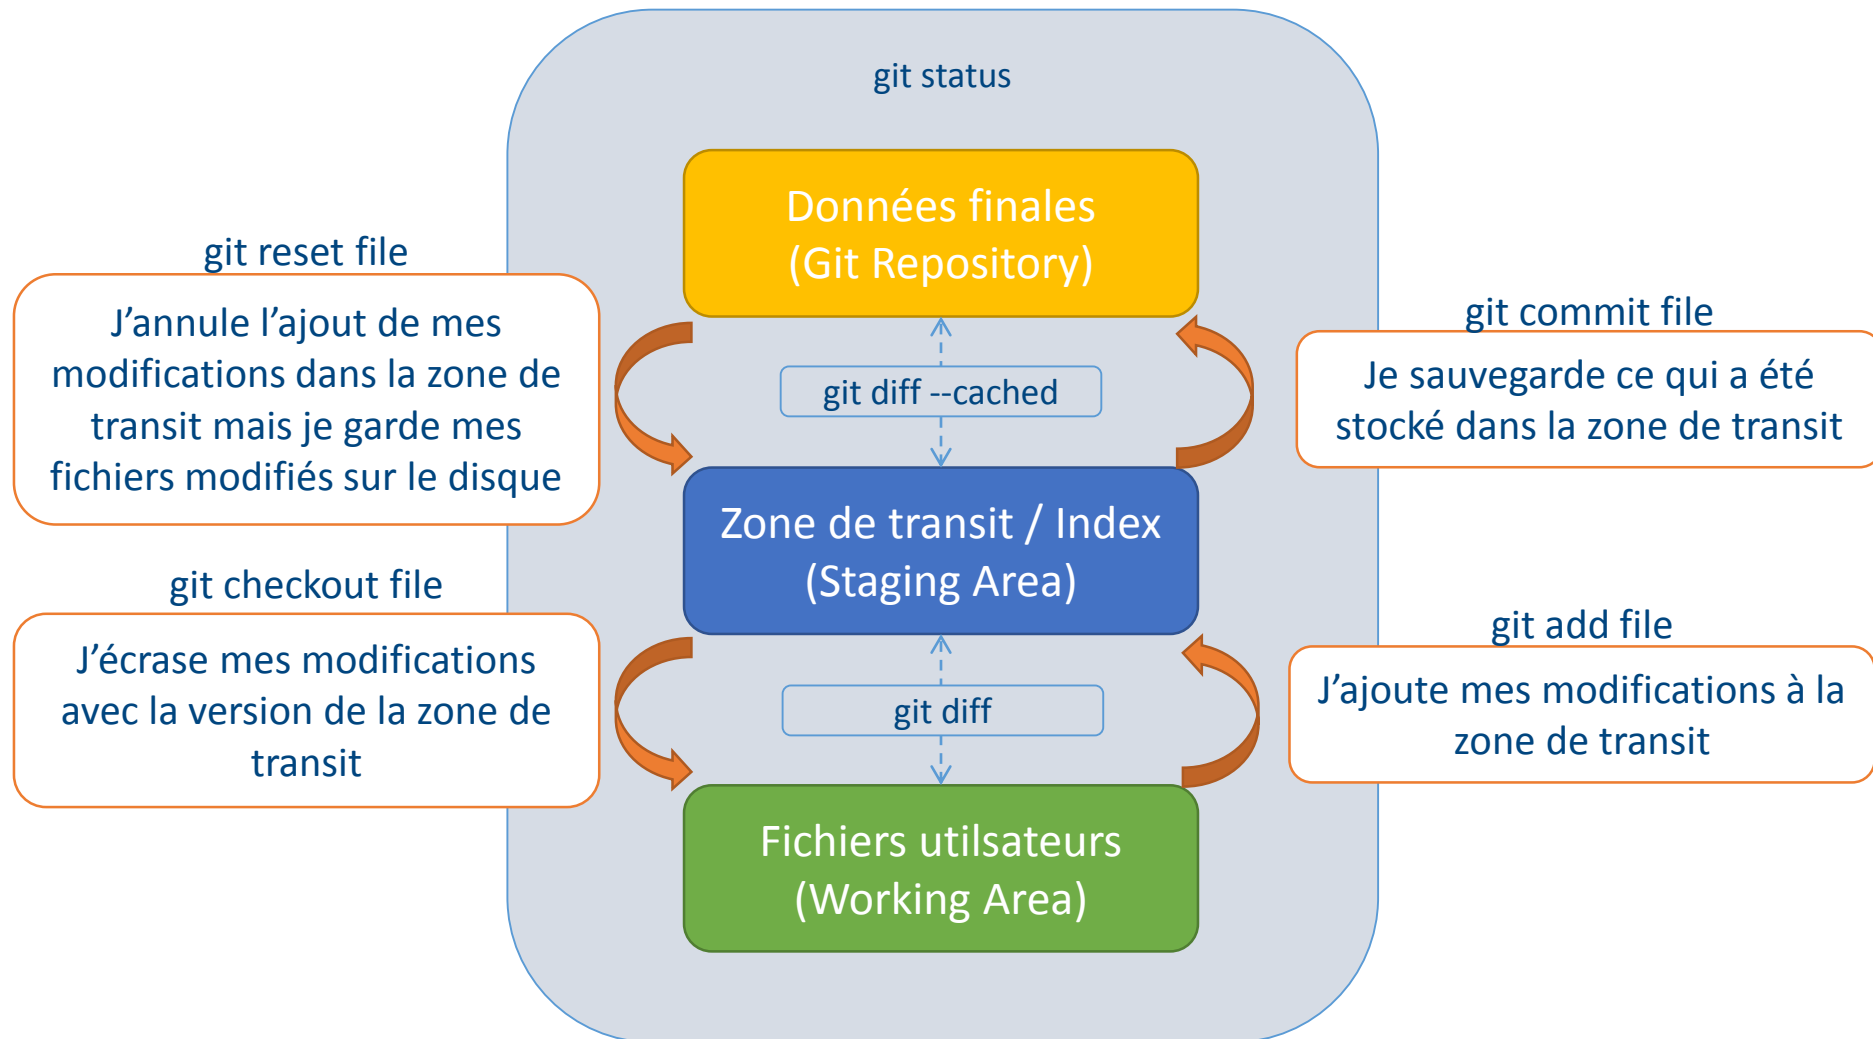 git status
Données finales
(Git Repository)
git reset file
J’annule l’ajout de mes
modifications dans la zone de
transit mais je garde mes
fichiers modifiés sur le disque
git commit file
Je sauvegarde ce qui a été
stocké dans la zone de transit
git diff --cached
Zone de transit / Index
(Staging Area)
git checkout file
J’écrase mes modifications
avec la version de la zone de
transit
git add file
J’ajoute mes modifications à la
zone de transit
git diff
Fichiers utilsateurs
(Working Area)